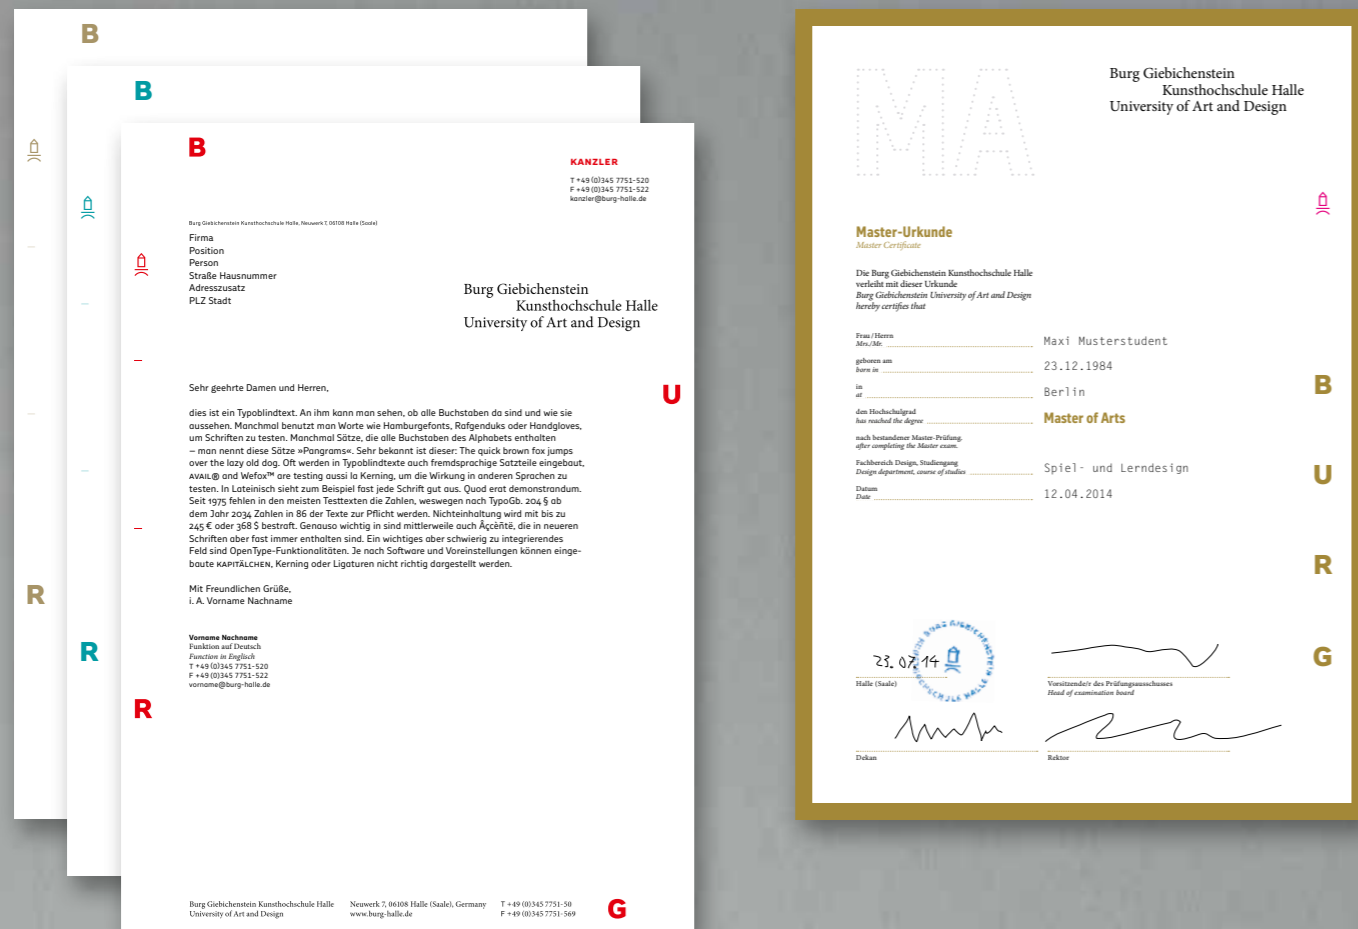 B
R
B
R
B
KANZLER
T +49 (0)345 7751-520
F +49 (0)345 7751-522
kanzler@burg-halle.de
Burg Giebichenstein Kunsthochschule Halle, Neuwerk 7, 06108 Halle (Saale)
Firma
Position
Person
Straße Hausnummer
Adresszusatz
PLZ Stadt
Burg Giebichenstein
Kunsthochschule Halle
University of Art and Design
U
Sehr geehrte Damen und Herren,
dies ist ein Typoblindtext. An ihm kann man sehen, ob alle Buchstaben da sind und wie sie
aussehen. Manchmal benutzt man Worte wie Hamburgefonts, Rafgenduks oder Handgloves,
um Schriften zu testen. Manchmal Sätze, die alle Buchstaben des Alphabets enthalten
– man nennt diese Sätze »Pangrams«. Sehr bekannt ist dieser: The quick brown fox jumps
over the lazy old dog. Oft werden in Typoblindtexte auch fremdsprachige Satzteile eingebaut,
AVAIL® and Wefox™ are testing aussi la Kerning, um die Wirkung in anderen Sprachen zu
testen. In Lateinisch sieht zum Beispiel fast jede Schrift gut aus. Quod erat demonstrandum.
Seit 1975 fehlen in den meisten Testtexten die Zahlen, weswegen nach TypoGb. 204 § ab
dem Jahr 2034 Zahlen in 86 der Texte zur Pflicht werden. Nichteinhaltung wird mit bis zu
245 € oder 368 $ bestraft. Genauso wichtig in sind mittlerweile auch Âçcèñtë, die in neueren
Schriften aber fast immer enthalten sind. Ein wichtiges aber schwierig zu integrierendes
Feld sind OpenType-Funktionalitäten. Je nach Software und Voreinstellungen können einge-
baute KAPITÄLCHEN, Kerning oder Ligaturen nicht richtig dargestellt werden.
Mit Freundlichen Grüße,
i. A. Vorname Nachname
Vorname Nachname
Funktion auf Deutsch
Function in Englisch
T +49 (0)345 7751-520
F +49 (0)345 7751-522
vorname@burg-halle.de
R
Burg Giebichenstein Kunsthochschule Halle
University of Art and Design
Neuwerk 7, 06108 Halle (Saale), Germany
www.burg-halle.de
T +49 (0)345 7751-50
F +49 (0)345 7751-569
G
MA
Burg Giebichenstein
Kunsthochschule Halle
University of Art and Design
Master-Urkunde
Master Certificate
Die Burg Giebichenstein Kunsthochschule Halle
verleiht mit dieser Urkunde
Burg Giebichenstein University of Art and Design
hereby certifies that
Frau / Herrn
Mrs./Mr. Maxi Musterstudent
geboren am
born in 23.12.1984
in
at Berlin
den Hochschulgrad
has reached the degree Master of Arts
nach bestandener Master-Prüfung.
after completing the Master exam.
Fachbereich Design, Studiengang
Design department, course of studies Spiel- und Lerndesign
Datum
Date 12.04.2014
B
U
R
G
23.07.14
BURG GIEBICHENSTEIN
KUNSTHOCHSCHULE HALLE
Halle (Saale)
Vorsitzende/r des Prüfungsausschusses
Head of examination board
Dekan
Rektor